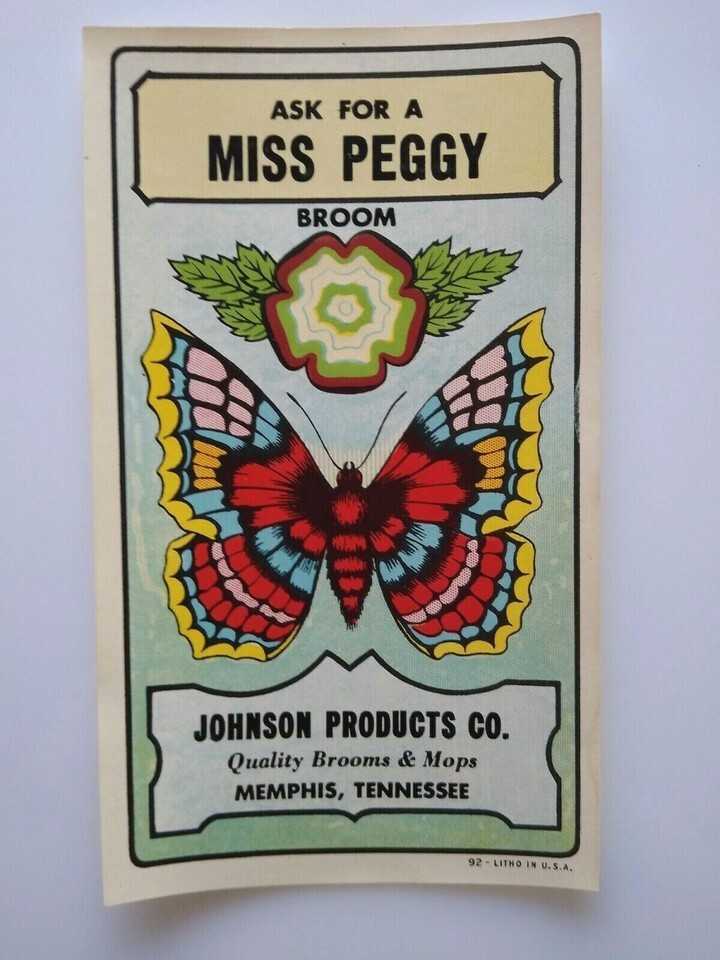 ASK FOR A
MISS PEGGY
BROOM
JOHNSON PRODUCTS CO.
Quality Brooms & Mops
MEMPHIS, TENNESSEE
92 - LITHO IN U.S.A.